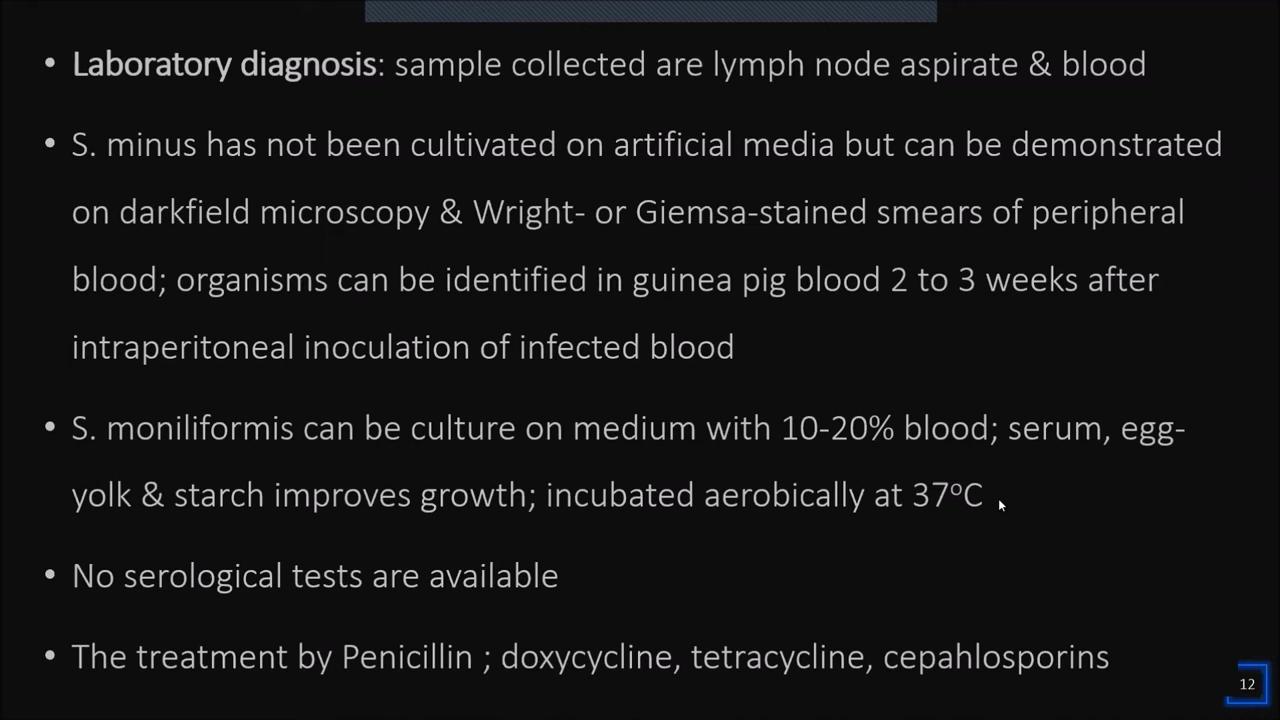 • Laboratory diagnosis: sample collected are lymph node aspirate & blood
• S. minus has not been cultivated on artificial media but can be demonstrated
on darkfield microscopy & Wright- or Giemsa-stained smears of peripheral
blood; organisms can be identified in guinea pig blood 2 to 3 weeks after
intraperitoneal inoculation of infected blood
• S. moniliformis can be culture on medium with 10-20% blood; serum, egg-
yolk & starch improves growth; incubated aerobically at 37°C
• No serological tests are available
• The treatment by Penicillin ; doxycycline, tetracycline, cepahlosporins
12